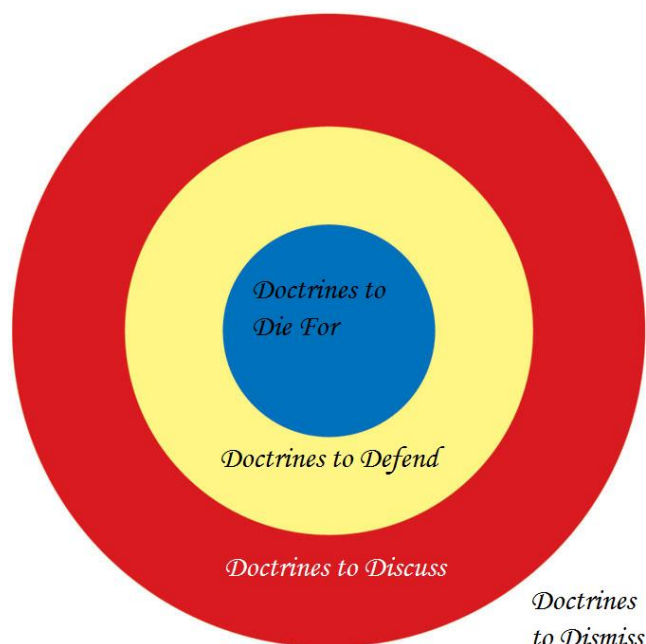 Doctrines to
Die For
Doctrines to Defend
Doctrines to Discuss
Doctrines
to Dismiss